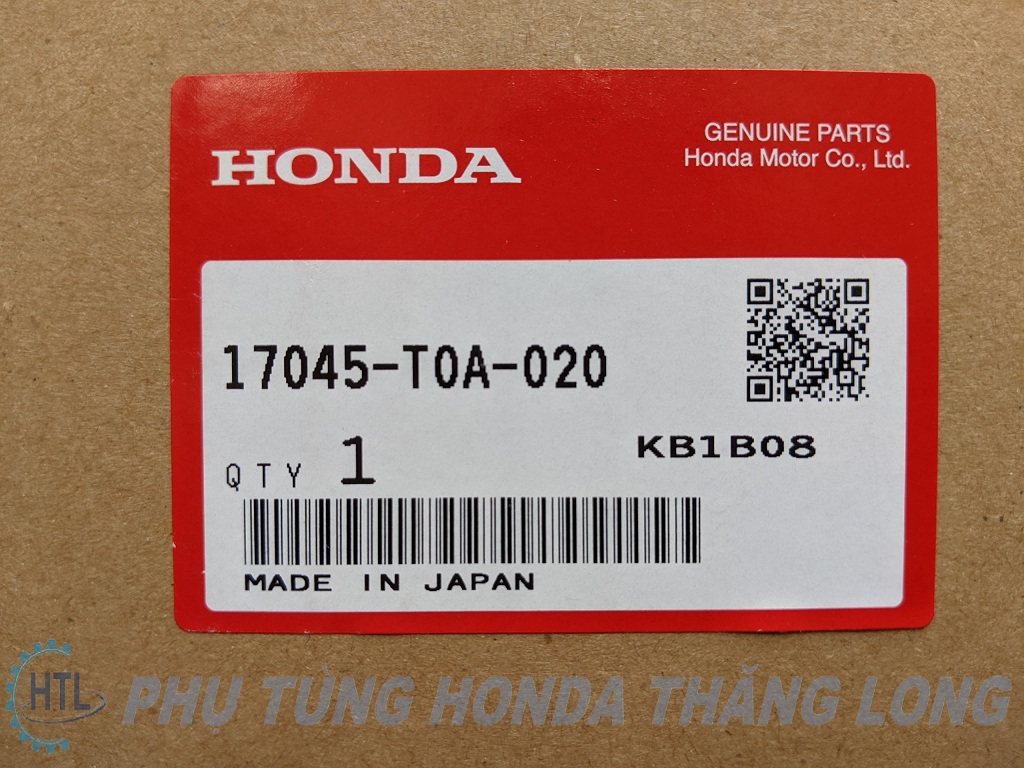 HONDA
GENUINE PARTS
Honda Motor Co., Ltd.
17045-T0A-020
QTY 1
KB1B08
MADE IN JAPAN
HTL PHỤ TÙNG HONDA THĂNG LONG